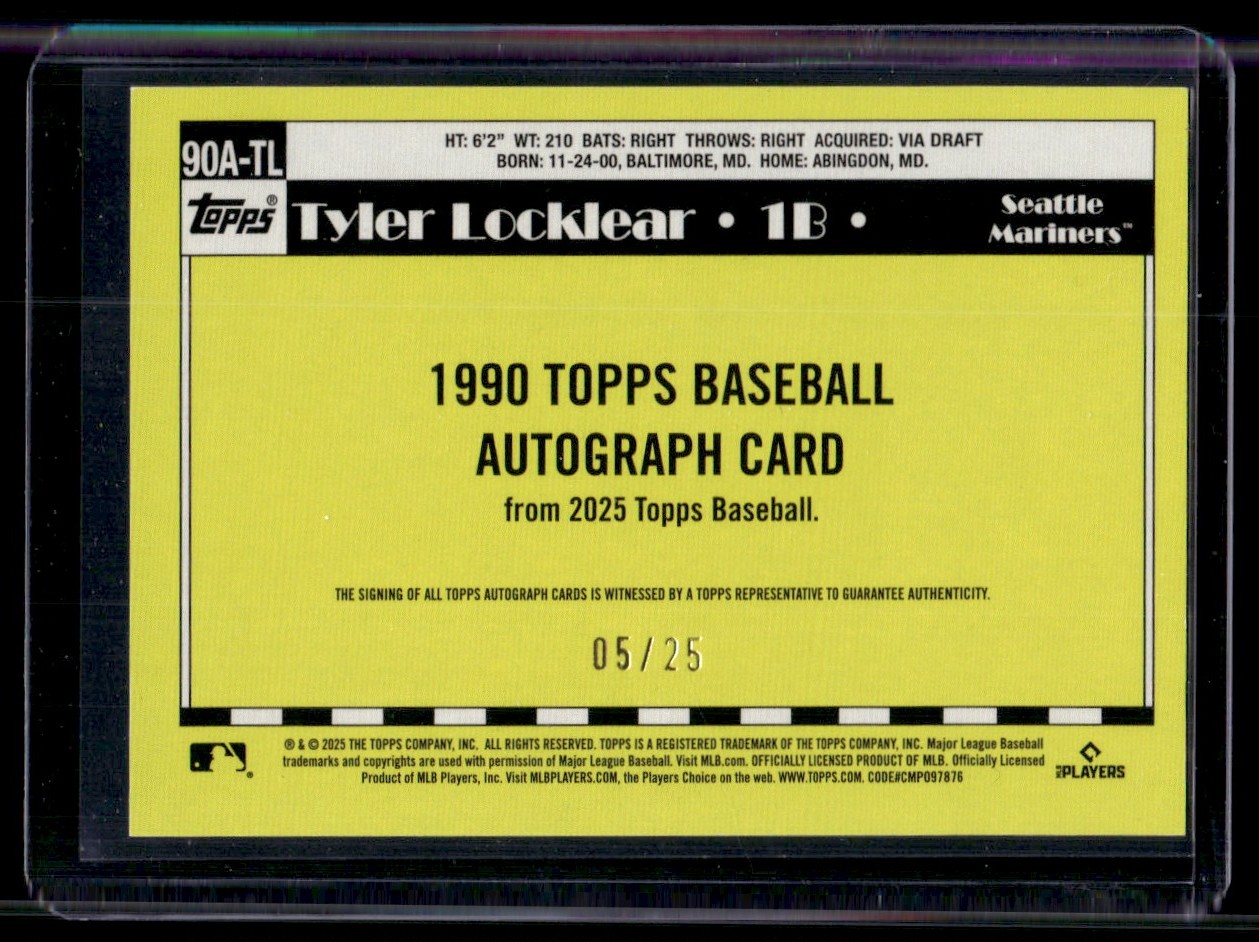 90A-TL
HT: 6'2" WT: 210 BATS: RIGHT THROWS: RIGHT ACQUIRED: VIA DRAFT
BORN: 11-24-00, BALTIMORE, MD. HOME: ABINGDON, MD.
Topps®
Tyler Locklear • 1B •
Seattle
Mariners™
1990 TOPPS BASEBALL
AUTOGRAPH CARD
from 2025 Topps Baseball.
THE SIGNING OF ALL TOPPS AUTOGRAPH CARDS IS WITNESSED BY A TOPPS REPRESENTATIVE TO GUARANTEE AUTHENTICITY.
05/25
® & © 2025 THE TOPPS COMPANY, INC. ALL RIGHTS RESERVED. TOPPS IS A REGISTERED TRADEMARK OF THE TOPPS COMPANY, INC. Major League Baseball
trademarks and copyrights are used with permission of Major League Baseball. Visit MLB.com. OFFICIALLY LICENSED PRODUCT OF MLB. Officially Licensed
Product of MLB Players, Inc. Visit MLBPLAYERS.COM, the Players Choice on the web. WWW.TOPPS.COM. CODE#CMP097876
MLB PLAYERS